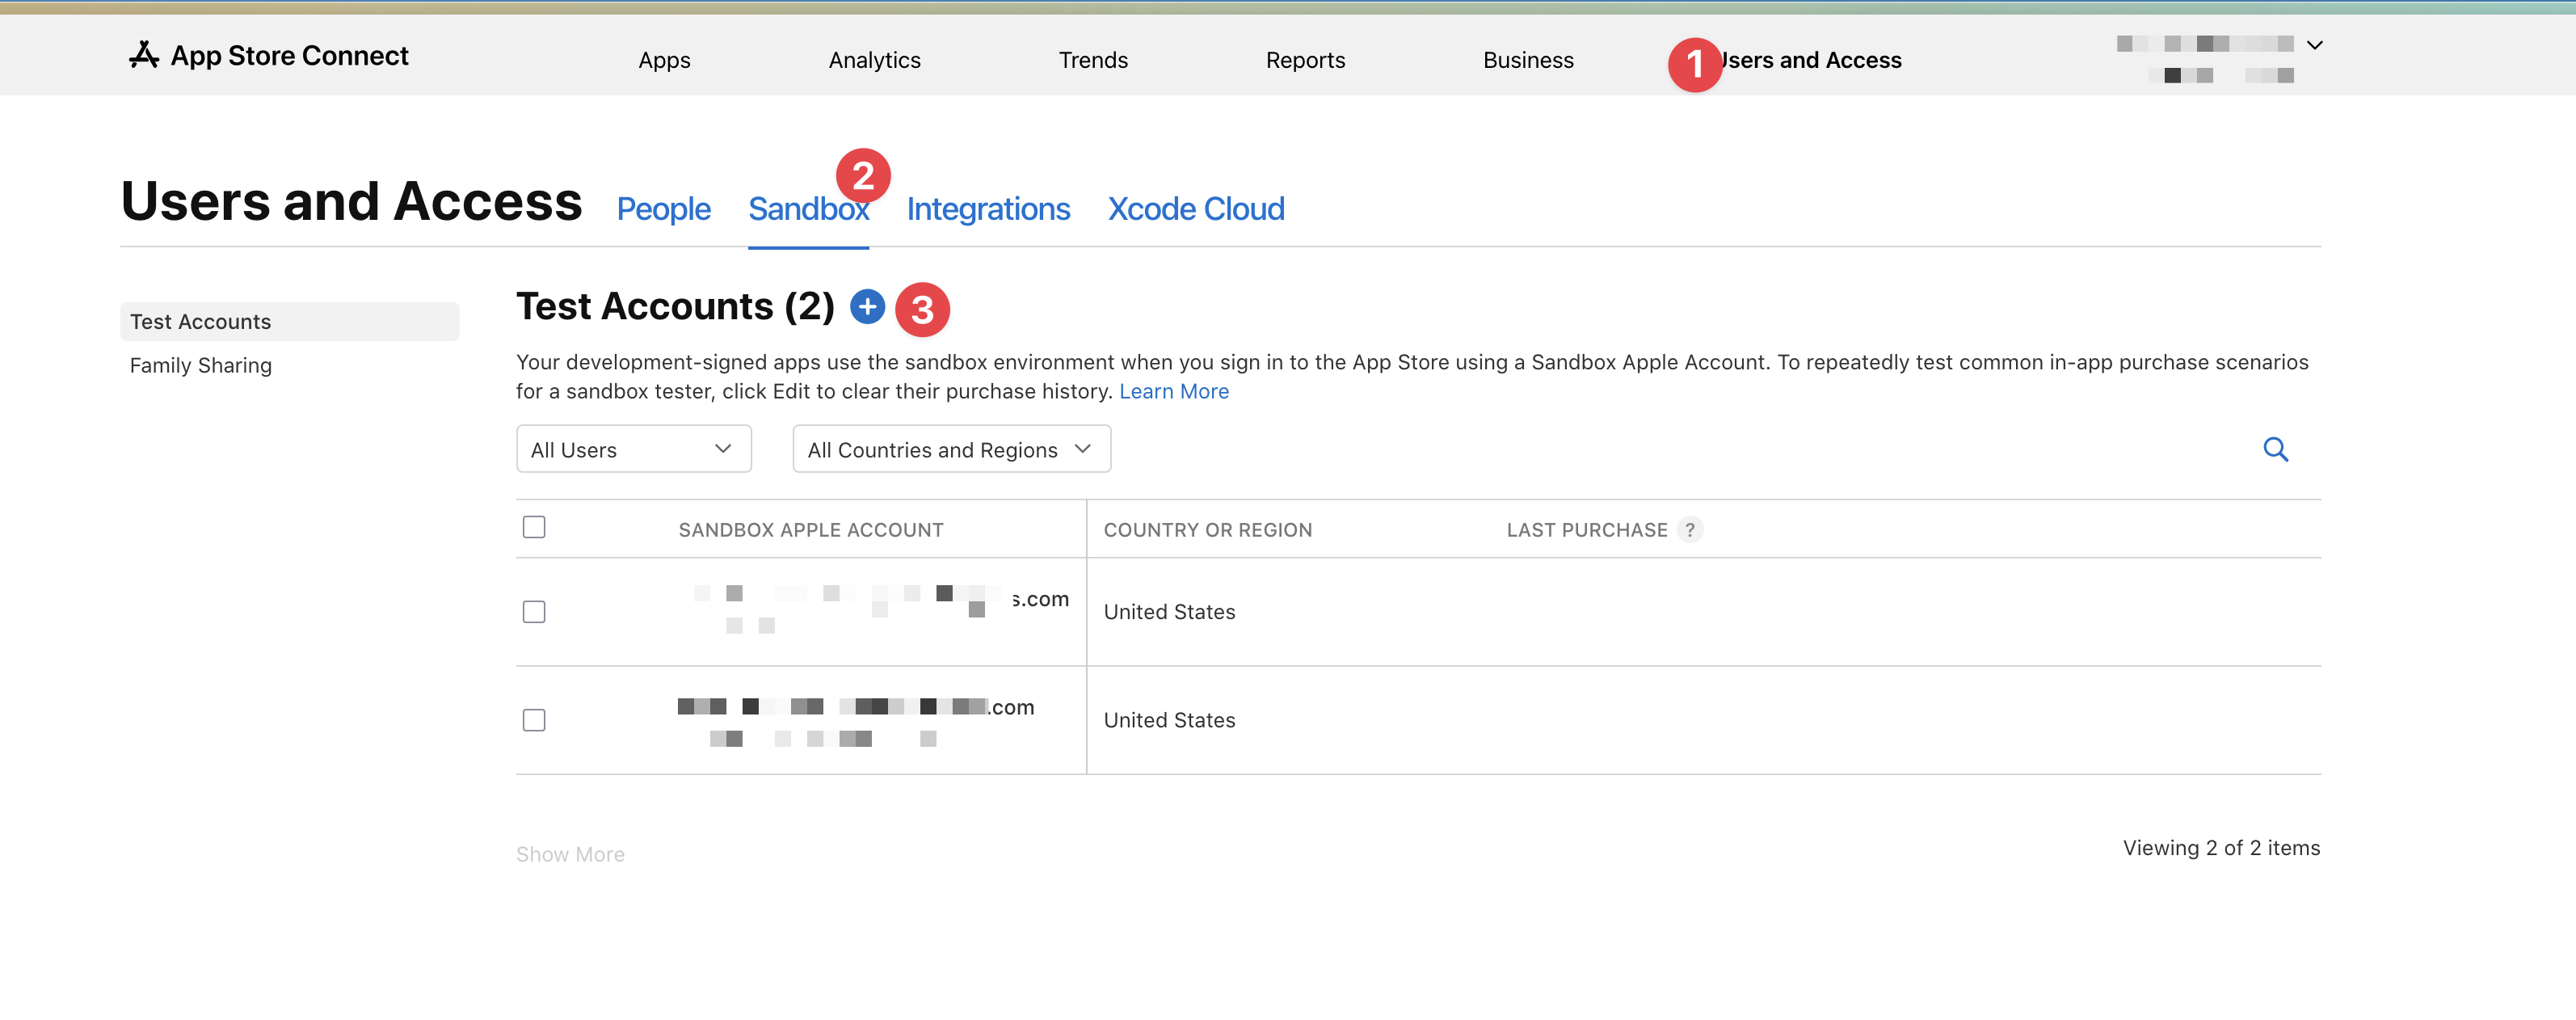 App Store Connect
Apps
Analytics
Trends
Reports
Business
1
Users and Access
Users and Access
People
Sandbox
2
Integrations
Xcode Cloud
Test Accounts
Family Sharing
Test Accounts (2)
3
Your development-signed apps use the sandbox environment when you sign in to the App Store using a Sandbox Apple Account. To repeatedly test common in-app purchase scenarios
for a sandbox tester, click Edit to clear their purchase history. Learn More
All Users
All Countries and Regions
SANDBOX APPLE ACCOUNT
COUNTRY OR REGION
LAST PURCHASE ?
s.com
United States
.com
United States
Show More
Viewing 2 of 2 items